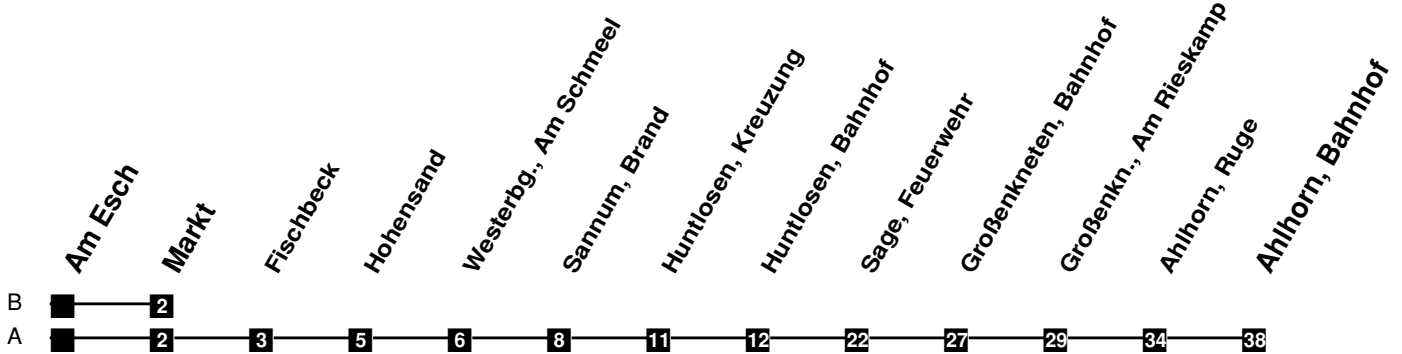 Am Esch
Markt
Fischbeck
Hohensand
Westerbg., Am Schmeel
Sannum, Brand
Huntlosen, Kreuzung
Huntlosen, Bahnhof
Sage, Feuerwehr
Großenkneten, Bahnhof
Großenkn., Am Rieskamp
Ahlhorn, Ruge
Ahlhorn, Bahnhof
B 2
A 2 3 5 6 8 11 12 22 27 29 34 38